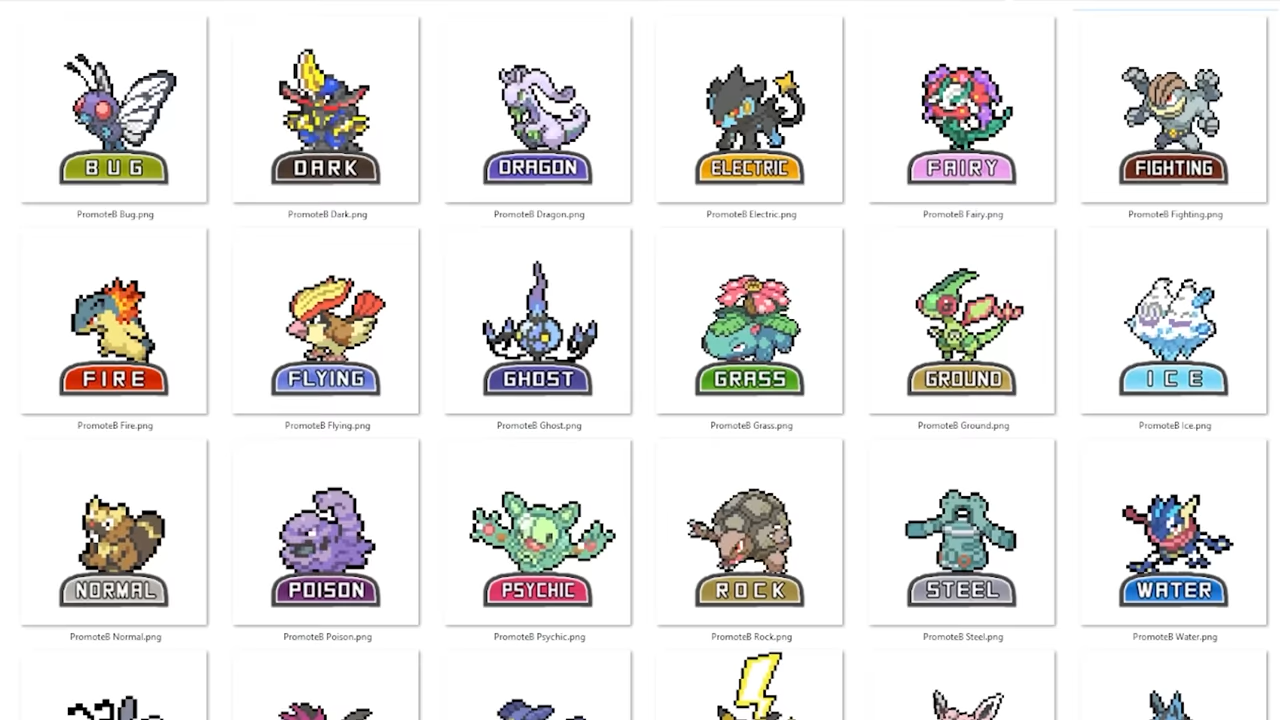 BUG
DARK
DRAGON
ELECTRIC
FAIRY
FIGHTING
PromoteB Bug.png
PromoteB Dark.png
PromoteB Dragon.png
PromoteB Electric.png
PromoteB Fairy.png
PromoteB Fighting.png
FIRE
FLYING
GHOST
GRASS
GROUND
ICE
PromoteB Fire.png
PromoteB Flying.png
PromoteB Ghost.png
PromoteB Grass.png
PromoteB Ground.png
PromoteB Ice.png
NORMAL
POISON
PSYCHIC
ROCK
STEEL
WATER
PromoteB Normal.png
PromoteB Poison.png
PromoteB Psychic.png
PromoteB Rock.png
PromoteB Steel.png
PromoteB Water.png